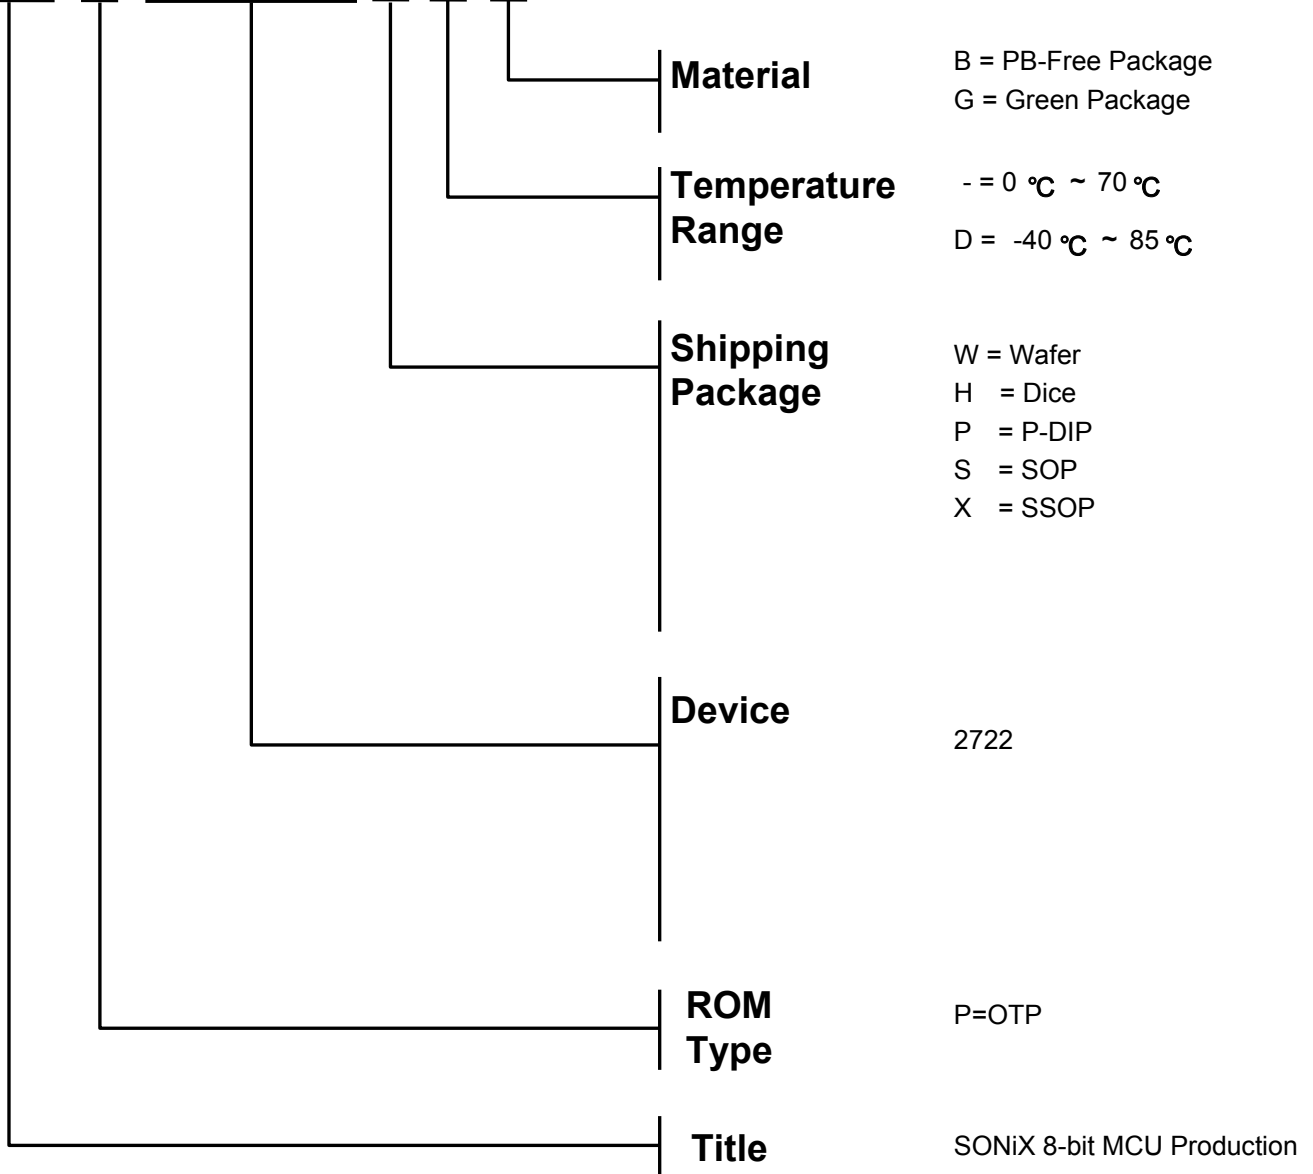 Material
B = PB-Free Package
G = Green Package
Temperature
Range
- = 0 ℃ ~ 70 ℃
D = -40 ℃ ~ 85 ℃
Shipping
Package
W = Wafer
H = Dice
P = P-DIP
S = SOP
X = SSOP
Device
2722
ROM
Type
P=OTP
Title
SONiX 8-bit MCU Production